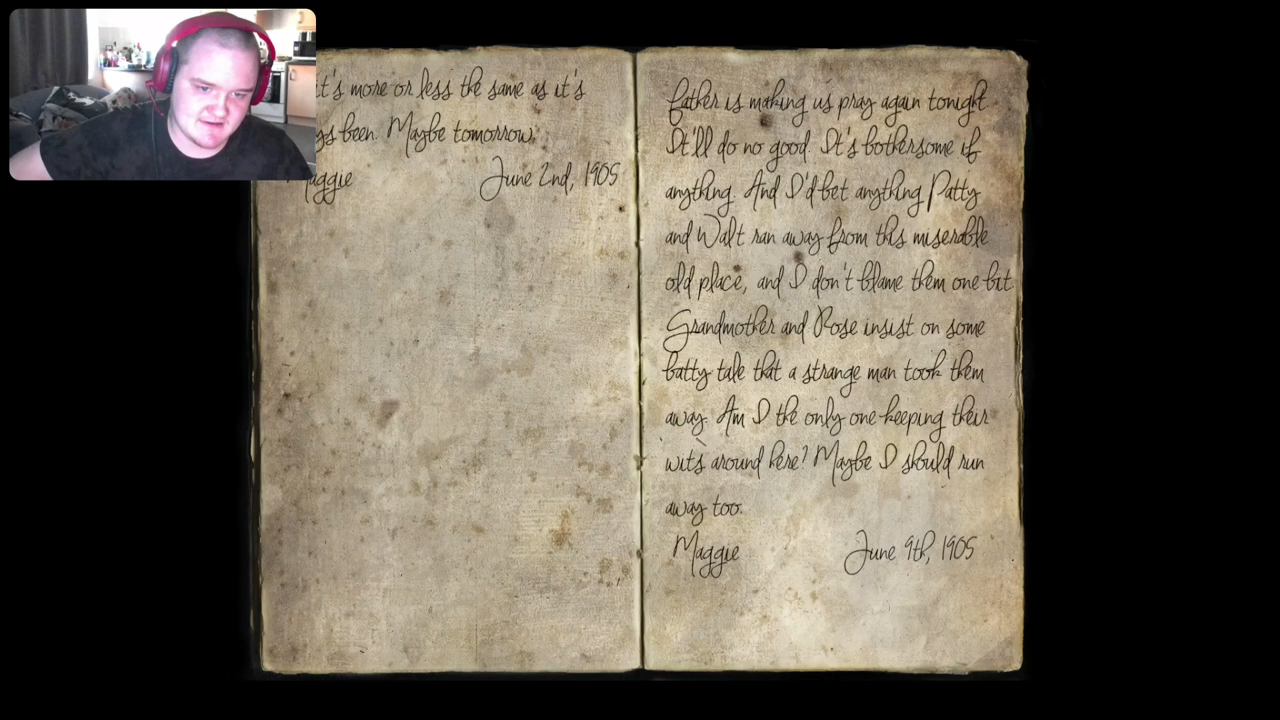 it's more or less the same as it's
been. Maybe tomorrow.
Maggie June 2nd, 1905
Father is making us pray again tonight
It'll do no good. It's bothersome if
anything. And I'd bet anything Patty
and Walt ran away from this miserable
old place, and I don't blame them one bit.
Grandmother and Rose insist on some
batty tale that a strange man took them
away. Am I the only one keeping their
wits around here? Maybe I should run
away too.
Maggie June 9th, 1905